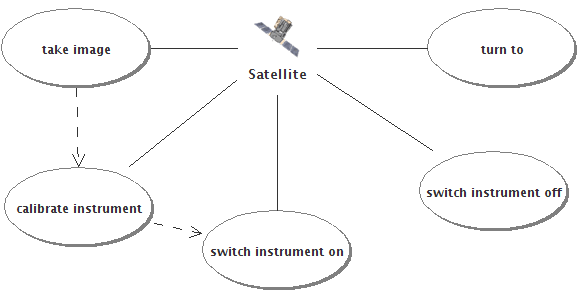 take image
turn to
Satellite
switch instrument off
calibrate instrument
switch instrument on